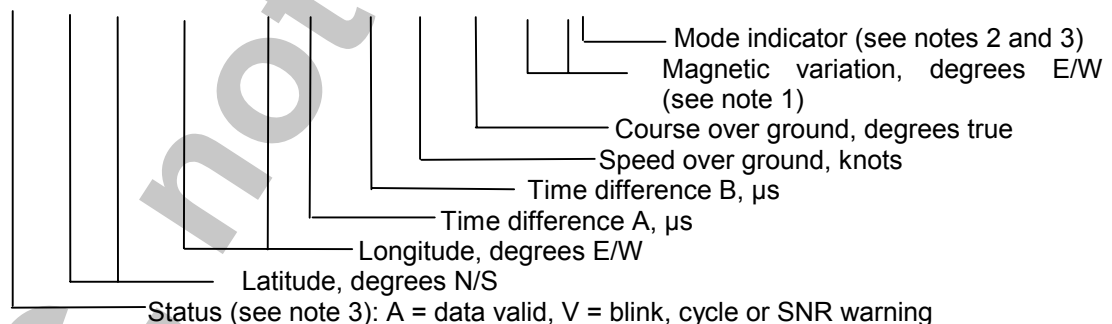 Mode indicator (see notes 2 and 3)
Magnetic variation, degrees E/W
(see note 1)
Course over ground, degrees true
Speed over ground, knots
Time difference B, µs
Time difference A, µs
Longitude, degrees E/W
Latitude, degrees N/S
Status (see note 3): A = data valid, V = blink, cycle or SNR warning
not